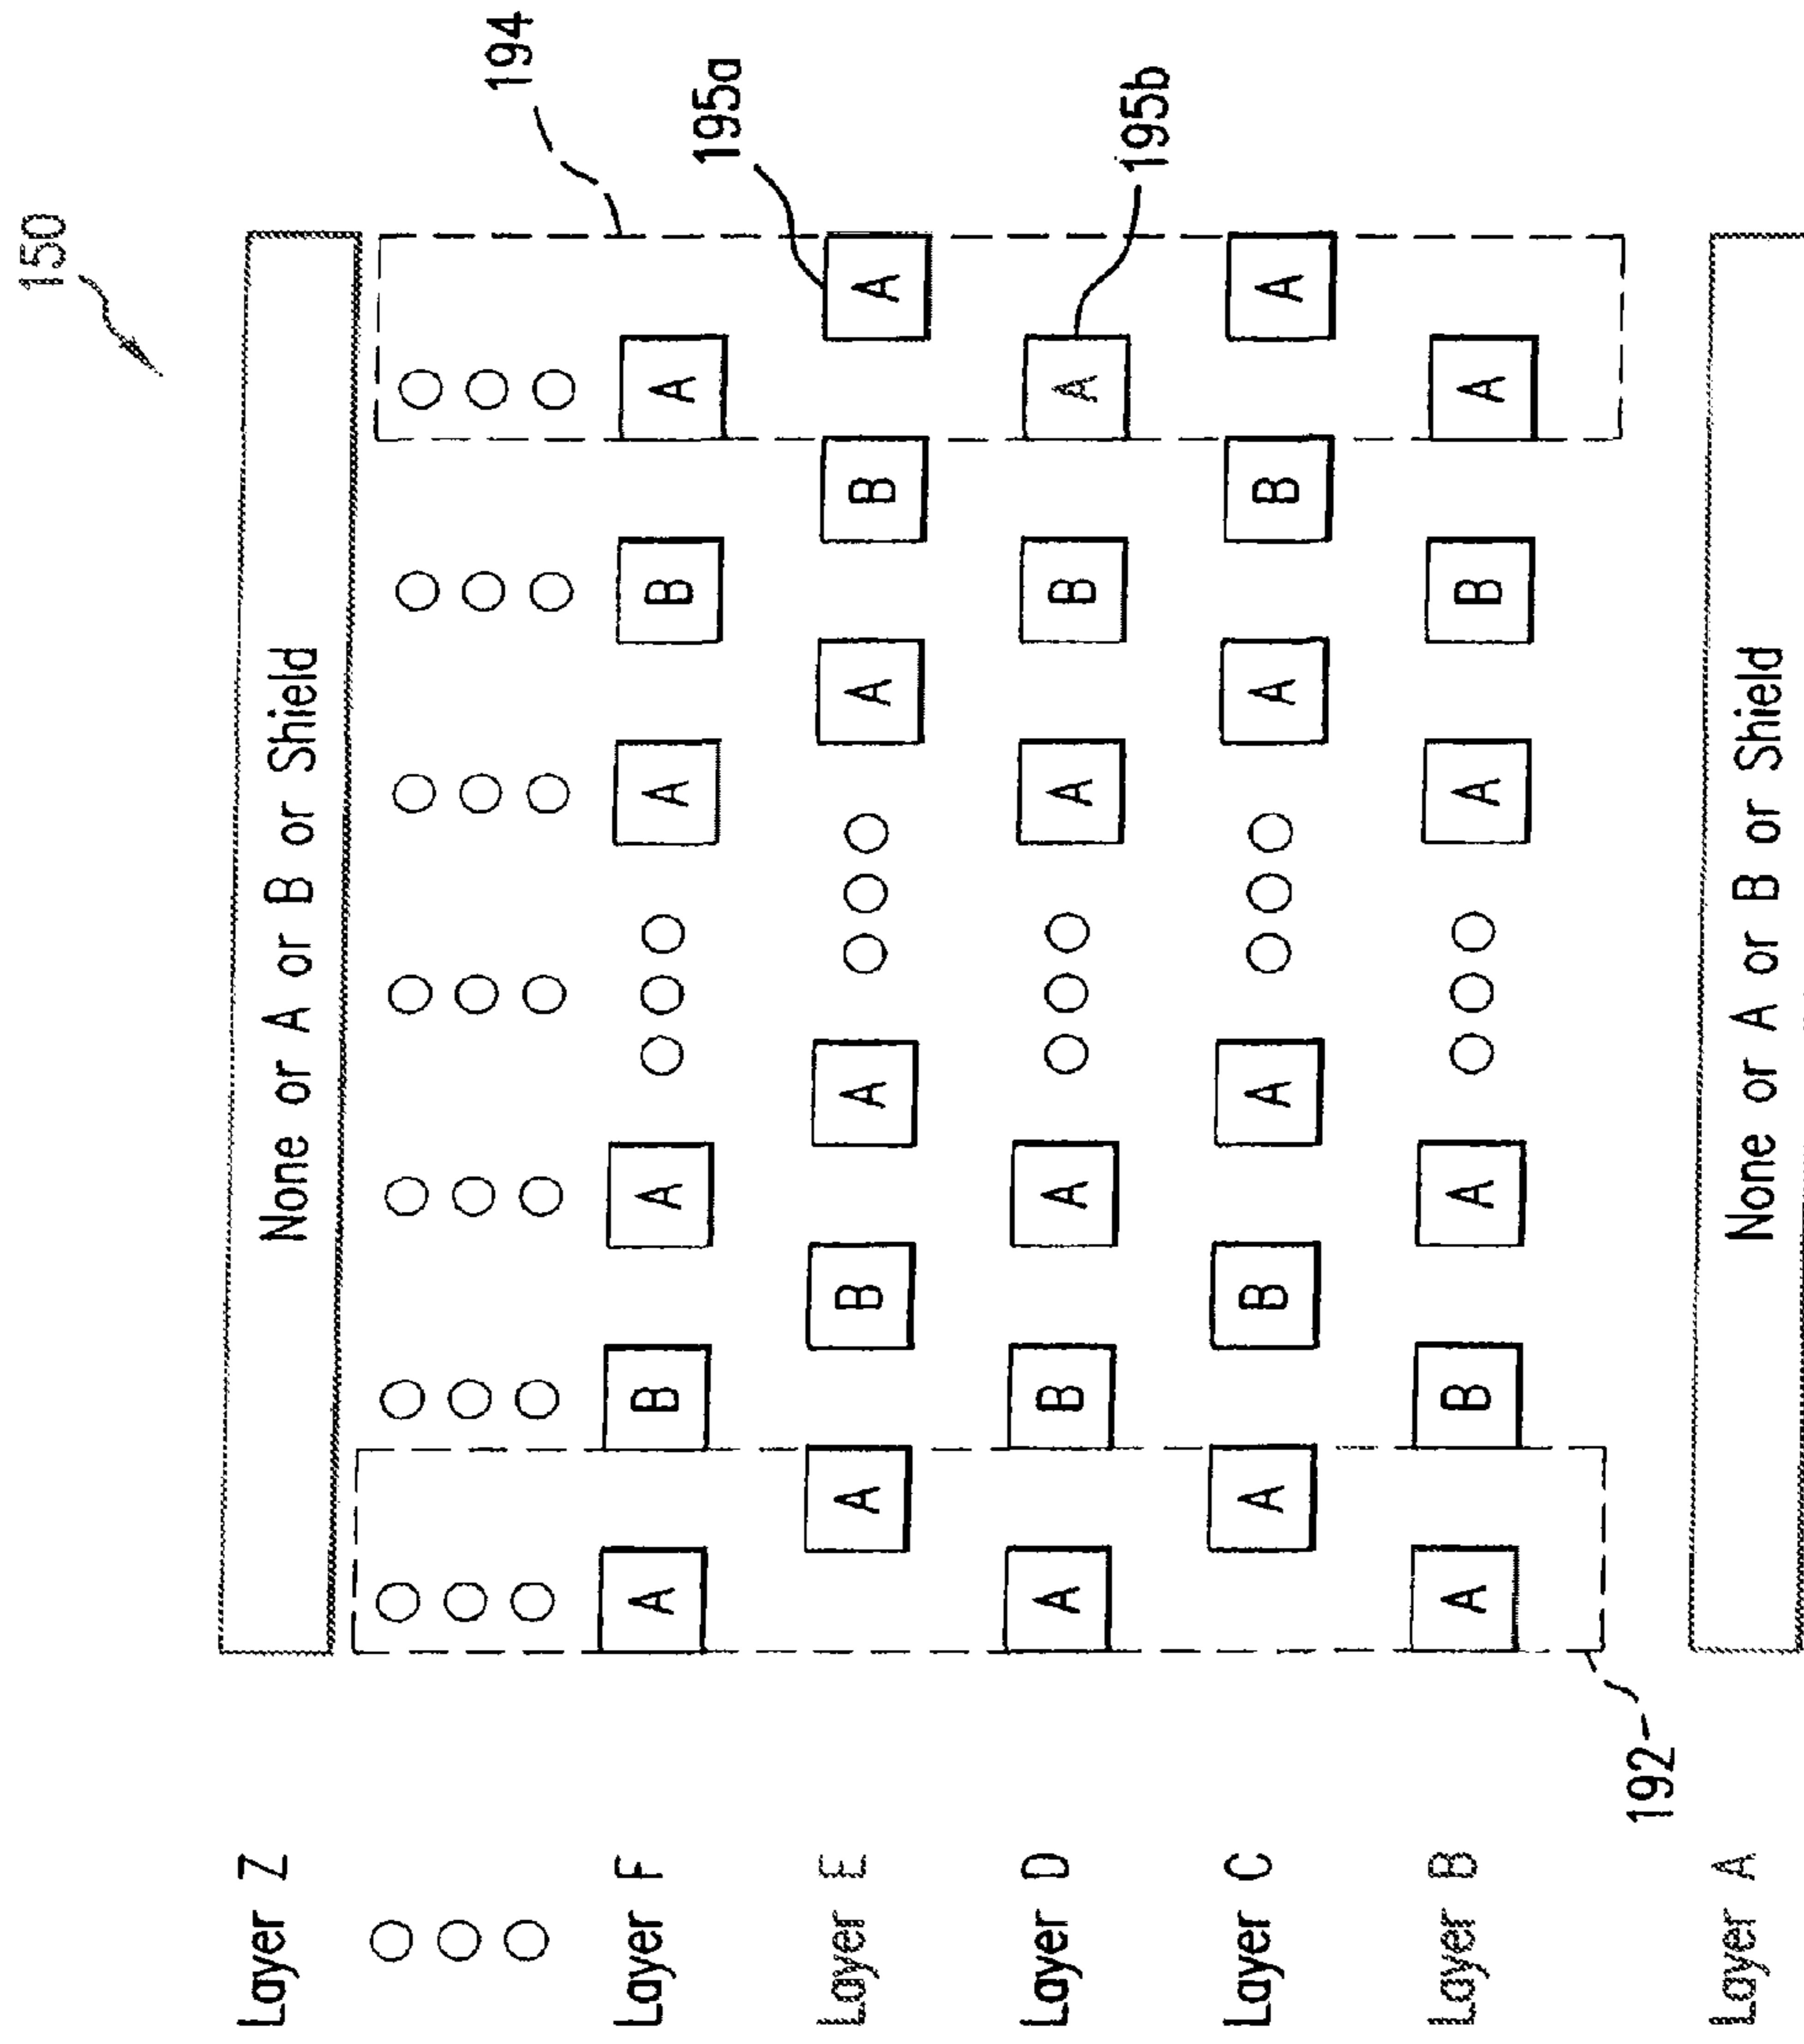 150
Layer Z
None or A or B or Shield
194
Layer F
A B A A B A
195a
Layer E
A B A A B A
Layer D
A B A A B A
195b
Layer C
A B A A B A
Layer B
A B A A B A
192
Layer A
None or A or B or Shield